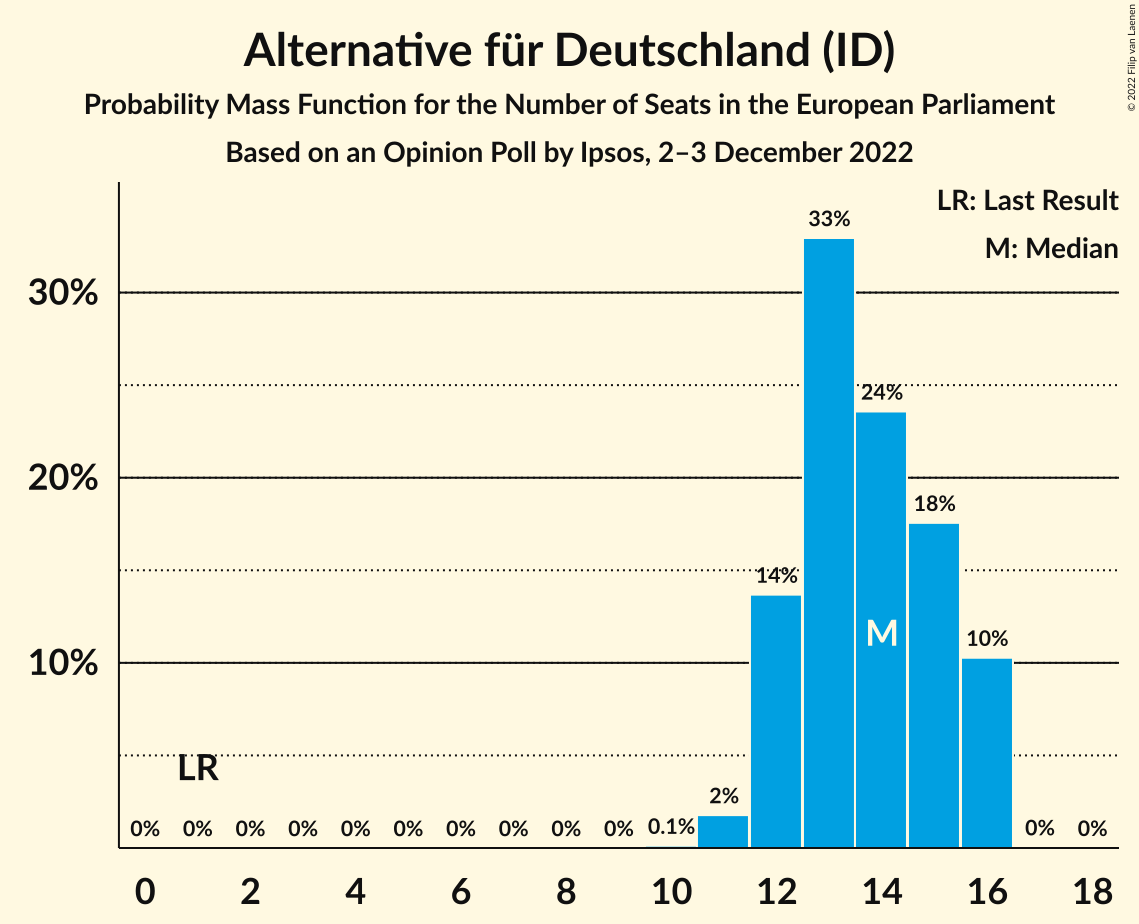 Alternative für Deutschland (ID)
Probability Mass Function for the Number of Seats in the European Parliament
Based on an Opinion Poll by Ipsos, 2–3 December 2022
© 2022 Filip van Laenen
LR: Last Result
M: Median
30%
20%
10%
33%
24%
18%
14%
10%
M
LR
2%
0% 0% 0% 0% 0% 0% 0% 0% 0% 0% 0.1% 0% 0%
0 2 4 6 8 10 12 14 16 18